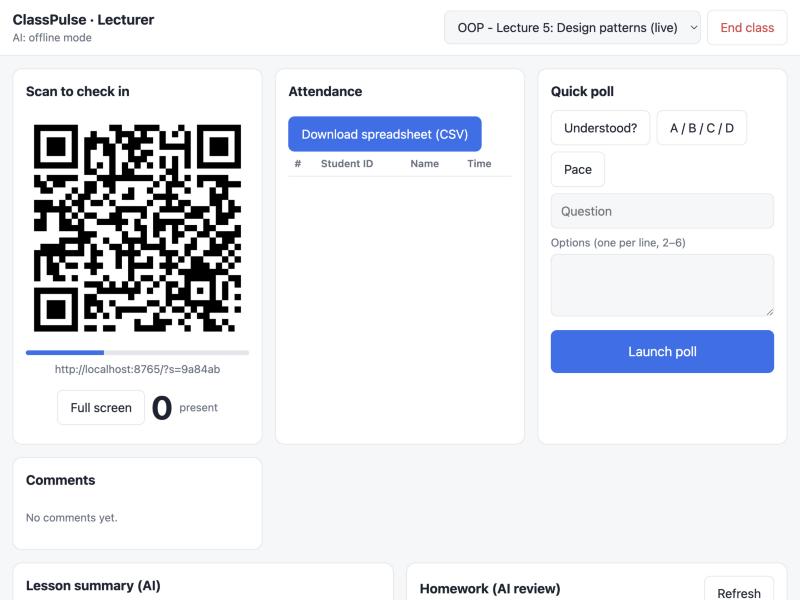 ClassPulse · Lecturer
AI: offline mode
OOP - Lecture 5: Design patterns (live)
End class
Scan to check in
http://localhost:8765/?s=9a84ab
Full screen
0 present
Attendance
Download spreadsheet (CSV)
# Student ID Name Time
Quick poll
Understood?
A / B / C / D
Pace
Question
Options (one per line, 2–6)
Launch poll
Comments
No comments yet.
Lesson summary (AI)
Homework (AI review)
Refresh